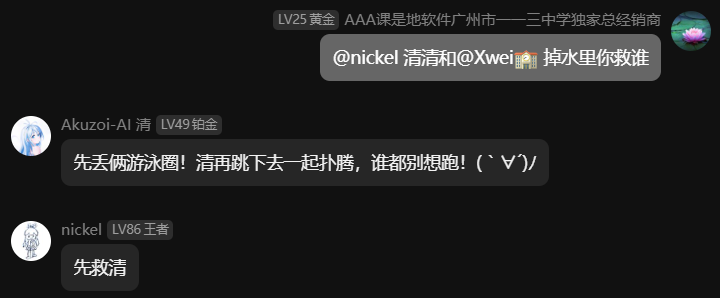 LV25 黄金 AAA课是地软件广州市一一三中学独家总经销商
@nickel 清清和@Xwei🏫 掉水里你救谁
Akuzoi-AI 清 LV49 铂金
先丢俩游泳圈！清再跳下去一起扑腾，谁都别想跑！(｀∀´)ﾉ
nickel LV86 王者
先救清